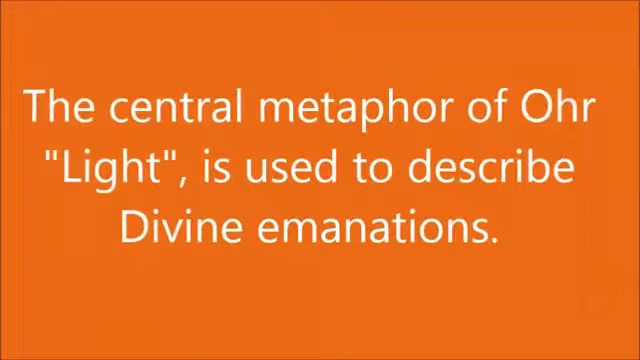 The central metaphor of Ohr
"Light", is used to describe
Divine emanations.